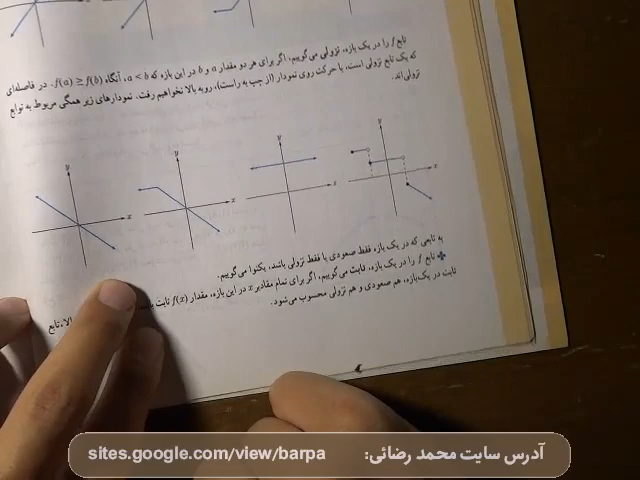 تابع f را در یک بازه، نزولی می‌گوییم، اگر برای هر دو مقدار a و b در این بازه که a < b، آنگاه f(a) ≥ f(b). در فاصله‌ای
که یک تابع نزولی است، با حرکت روی نمودار (از چپ به راست)، رو به بالا نخواهیم رفت. نمودارهای زیر همگی مربوط به توابع
نزولی‌اند.
y
y
y
y
x
x
x
x
به تابعی که در یک بازه فقط صعودی یا فقط نزولی باشد، یکنوا می‌گوییم.
تابع f را در یک بازه، ثابت می‌گوییم، اگر برای تمام مقادیر x در این بازه، مقدار f(x) ثابت
تابع
ثابت در یک بازه، هم صعودی و هم نزولی محسوب می‌شود.
آدرس سایت محمد رضائی: sites.google.com/view/barpa